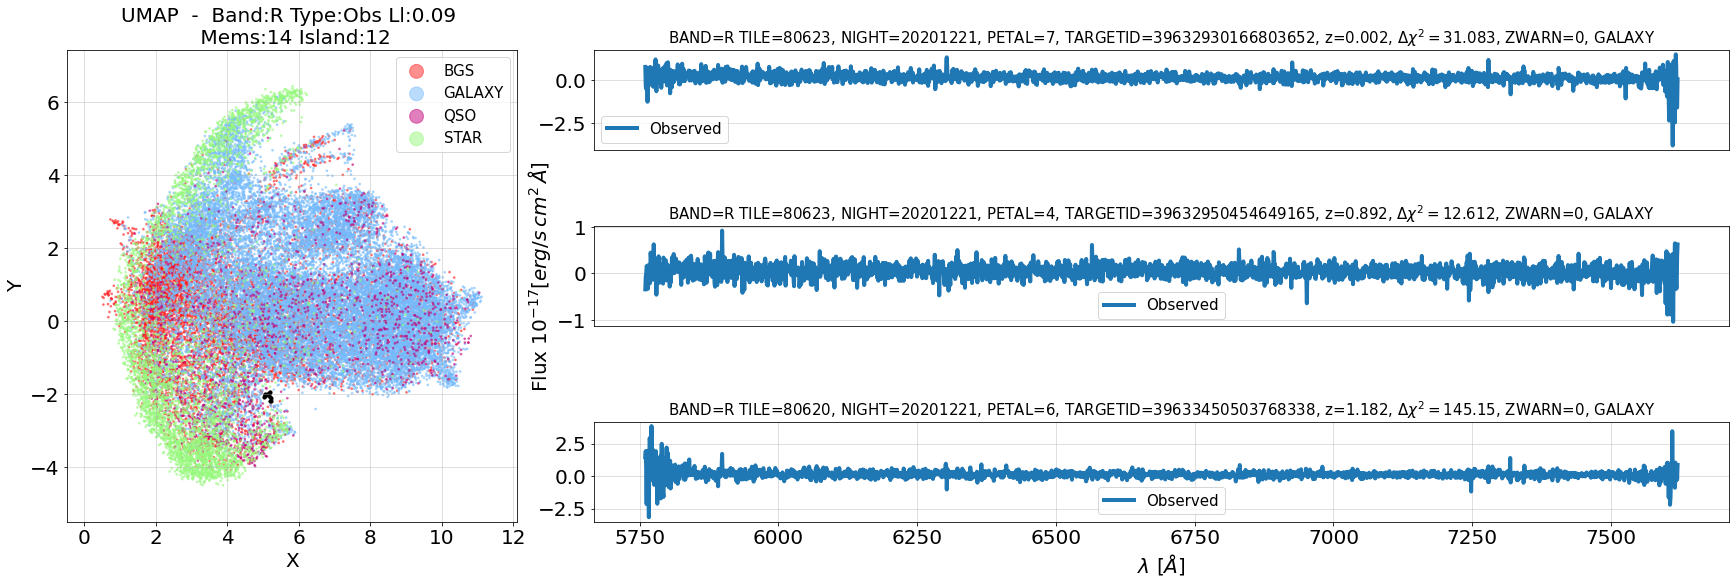 UMAP - Band:R Type:Obs Ll:0.09
Mems:14 Island:12
BGS
GALAXY
QSO
STAR
6
4
2
0
−2
−4
Y
0 2 4 6 8 10 12
X
BAND=R TILE=80623, NIGHT=20201221, PETAL=7, TARGETID=39632930166803652, z=0.002, Δχ² = 31.083, ZWARN=0, GALAXY
0.0
−2.5
Observed
BAND=R TILE=80623, NIGHT=20201221, PETAL=4, TARGETID=39632950454649165, z=0.892, Δχ² = 12.612, ZWARN=0, GALAXY
1
0
−1
Observed
Flux 10⁻¹⁷[erg/s cm² Å]
BAND=R TILE=80620, NIGHT=20201221, PETAL=6, TARGETID=39633450503768338, z=1.182, Δχ² = 145.15, ZWARN=0, GALAXY
2.5
0.0
−2.5
Observed
5750 6000 6250 6500 6750 7000 7250 7500
λ [Å]